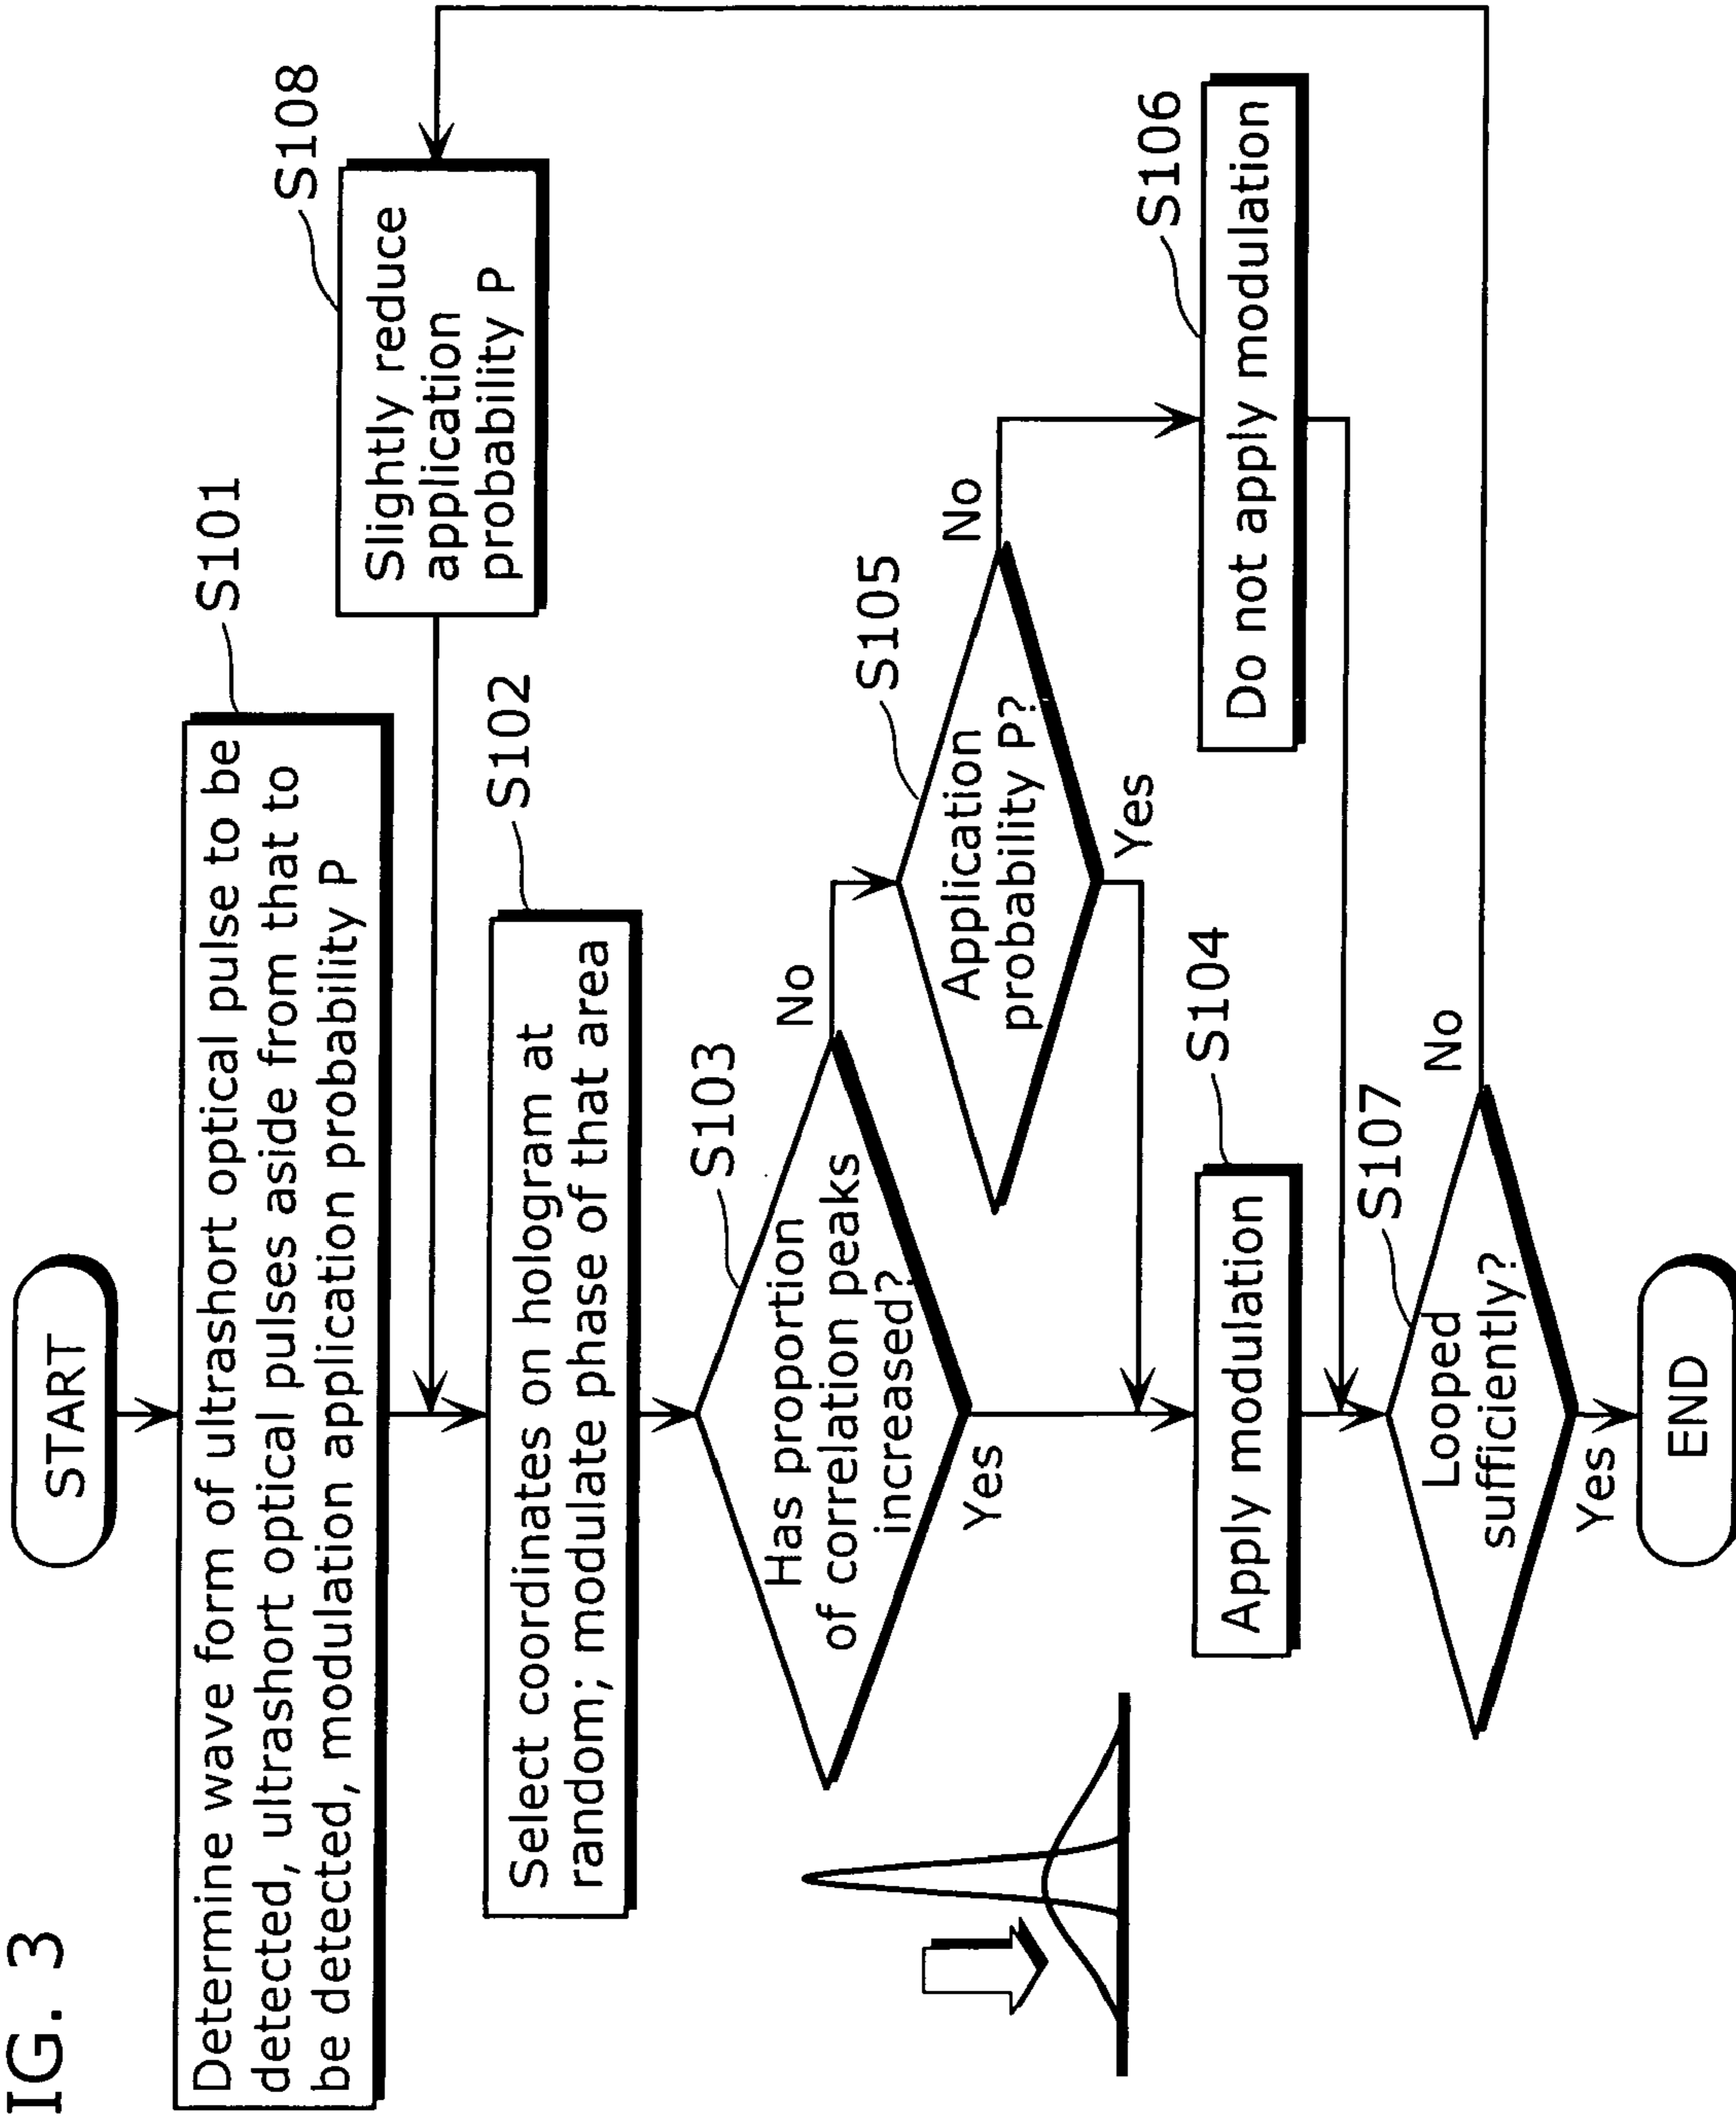 IG. 3
START
S101
Determine wave form of ultrashort optical pulse to be
detected, ultrashort optical pulses aside from that to
be detected, modulation application probability P
S108
Slightly reduce
application
probability P
S102
Select coordinates on hologram at
random; modulate phase of that area
S103
Has proportion
of correlation peaks
increased?
No
Yes
S105
Application
probability P?
No
Yes
S104
Apply modulation
S106
Do not apply modulation
S107
Looped
sufficiently?
No
Yes
END